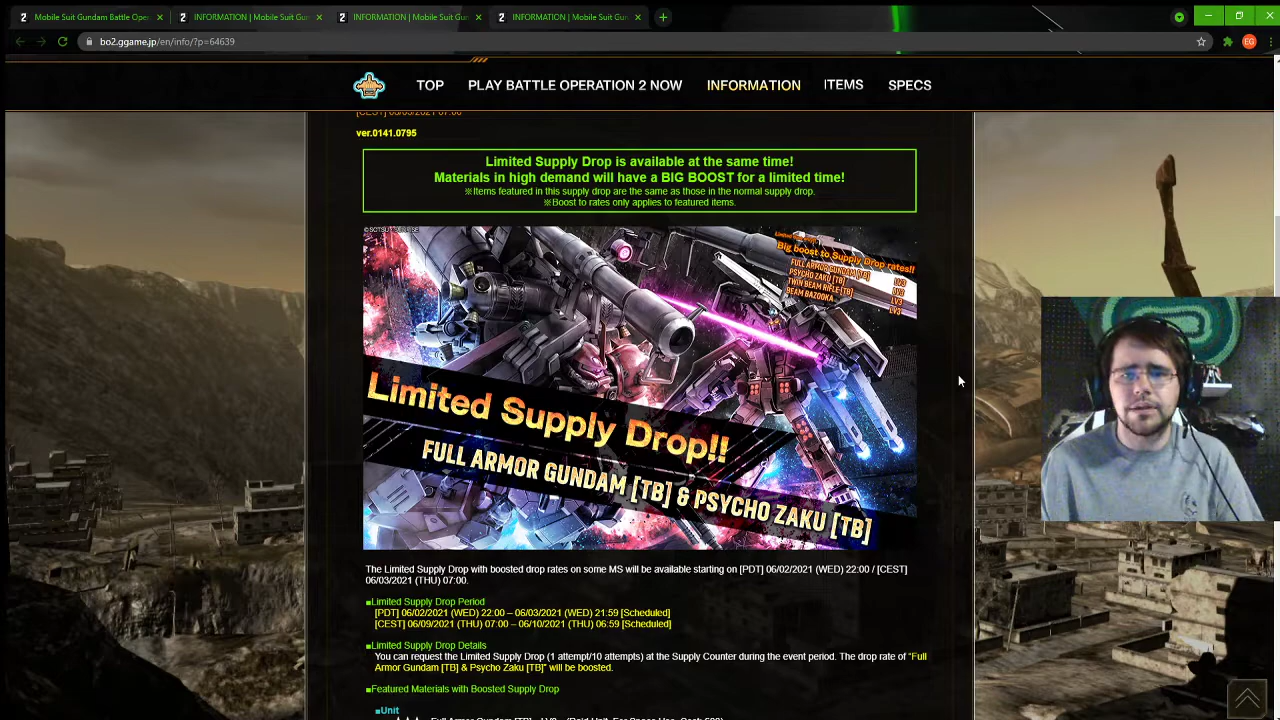 Mobile Suit Gundam Battle Oper
INFORMATION | Mobile Suit Gun
INFORMATION | Mobile Suit Gun
INFORMATION | Mobile Suit Gun
bo2.ggame.jp/en/info/?p=64639
EG
TOP
PLAY BATTLE OPERATION 2 NOW
INFORMATION
ITEMS
SPECS
ver.0141.0795
Limited Supply Drop is available at the same time!
Materials in high demand will have a BIG BOOST for a limited time!
※Items featured in this supply drop are the same as those in the normal supply drop.
※Boost to rates only applies to featured items.
Big boost to Supply Drop rates!!
FULL ARMOR GUNDAM [TB] LV3
PSYCHO ZAKU [TB] LV3
TWIN BEAM RIFLE [TB] LV3
BEAM BAZOOKA LV3
Limited Supply Drop!!
FULL ARMOR GUNDAM [TB] & PSYCHO ZAKU [TB]
The Limited Supply Drop with boosted drop rates on some MS will be available starting on [PDT] 06/02/2021 (WED) 22:00 / [CEST]
06/03/2021 (THU) 07:00.
■Limited Supply Drop Period
[PDT] 06/02/2021 (WED) 22:00 – 06/03/2021 (WED) 21:59 [Scheduled]
[CEST] 06/09/2021 (THU) 07:00 – 06/10/2021 (THU) 06:59 [Scheduled]
■Limited Supply Drop Details
You can request the Limited Supply Drop (1 attempt/10 attempts) at the Supply Counter during the event period. The drop rate of "Full
Armor Gundam [TB] & Psycho Zaku [TB]" will be boosted.
■Featured Materials with Boosted Supply Drop
■Unit